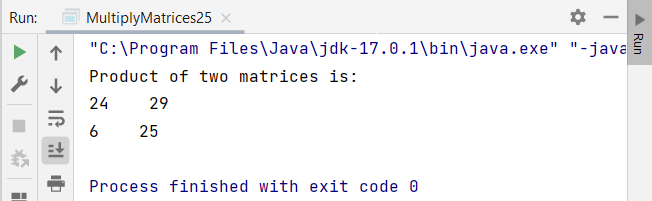 Run: MultiplyMatrices25
"C:\Program Files\Java\jdk-17.0.1\bin\java.exe" "-java
Product of two matrices is:
24 29
6 25
Process finished with exit code 0
Run